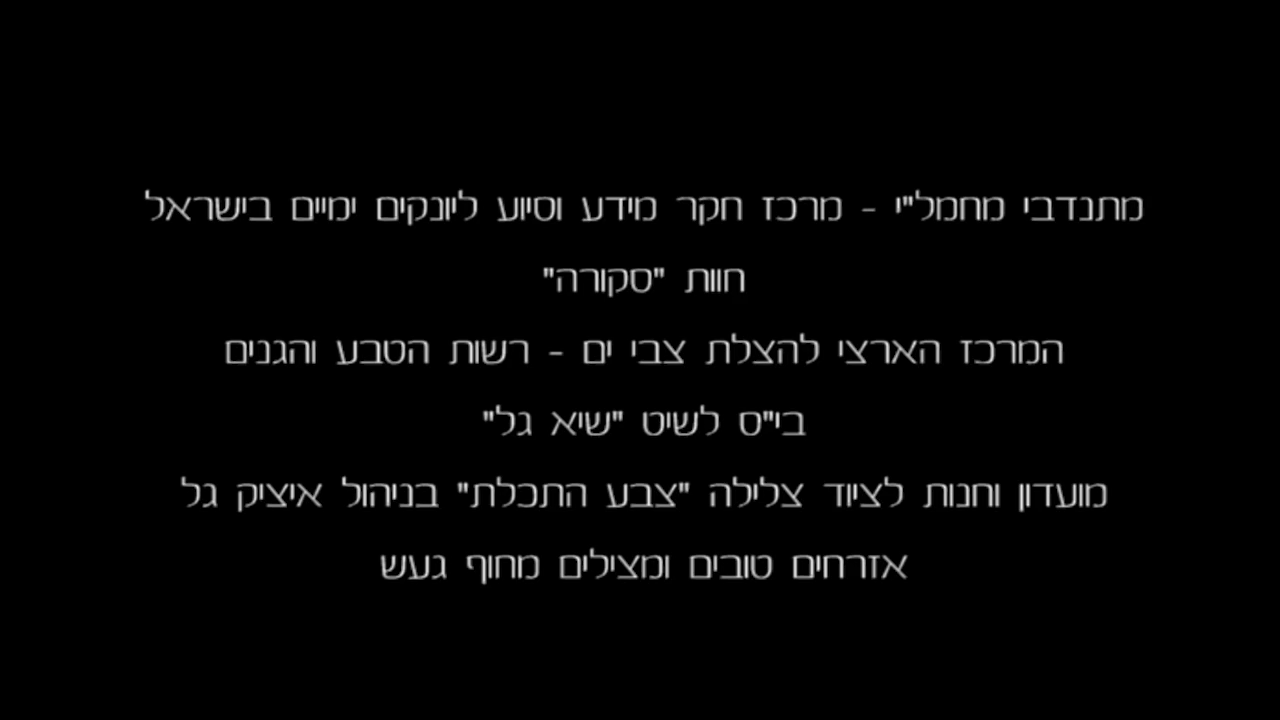 מתנדבי מחמל"י - מרכז חקר מידע וסיוע ליונקים ימיים בישראל
חוות "סקורה"
המרכז הארצי להצלת צבי ים - רשות הטבע והגנים
בי"ס לשיט "שיא גל"
מועדון וחנות לציוד צלילה "צבע התכלת" בניהול איציק גל
אזרחים טובים ומצילים מחוף געש